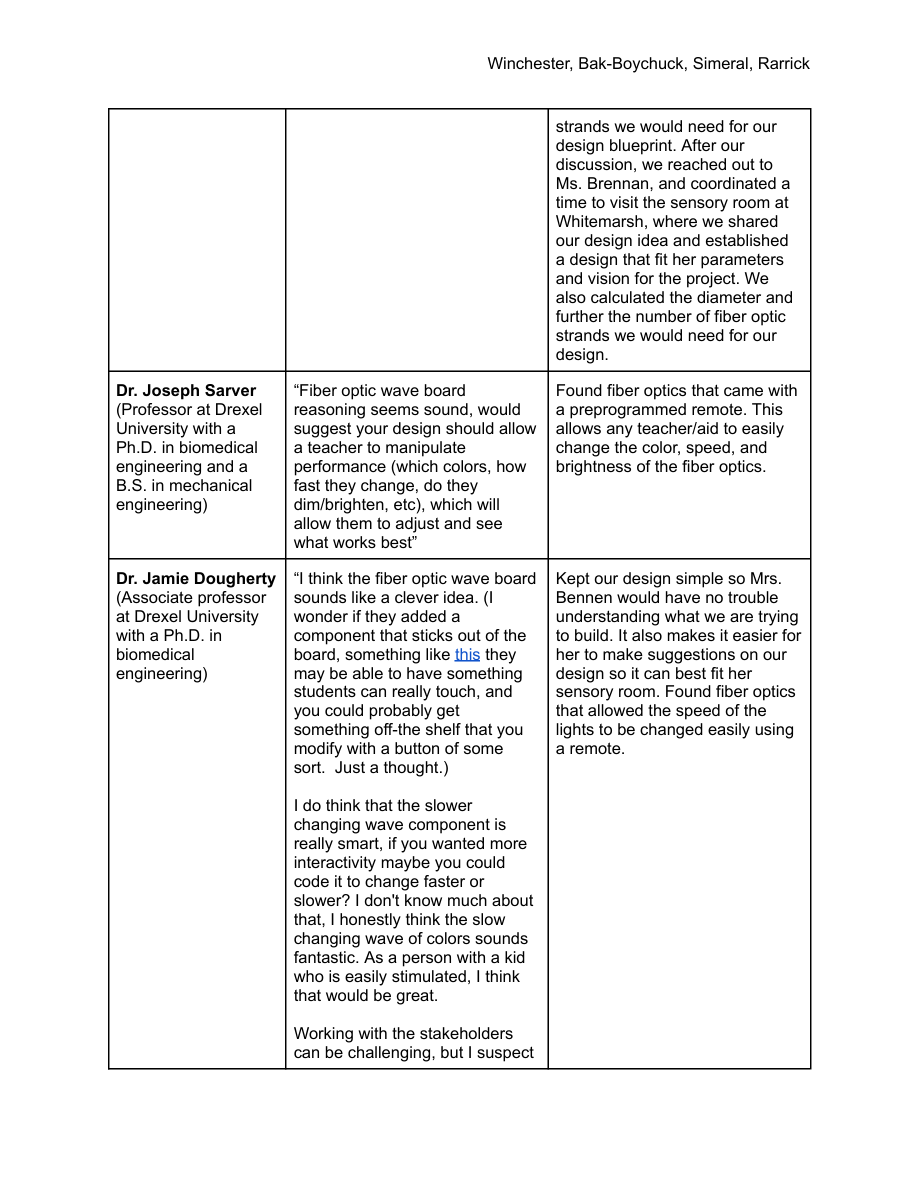 Winchester, Bak-Boychuck, Simeral, Rarrick
strands we would need for our
design blueprint. After our
discussion, we reached out to
Ms. Brennan, and coordinated a
time to visit the sensory room at
Whitemarsh, where we shared
our design idea and established
a design that fit her parameters
and vision for the project. We
also calculated the diameter and
further the number of fiber optic
strands we would need for our
design.
Dr. Joseph Sarver
(Professor at Drexel
University with a
Ph.D. in biomedical
engineering and a
B.S. in mechanical
engineering)
“Fiber optic wave board
reasoning seems sound, would
suggest your design should allow
a teacher to manipulate
performance (which colors, how
fast they change, do they
dim/brighten, etc), which will
allow them to adjust and see
what works best”
Found fiber optics that came with
a preprogrammed remote. This
allows any teacher/aid to easily
change the color, speed, and
brightness of the fiber optics.
Dr. Jamie Dougherty
(Associate professor
at Drexel University
with a Ph.D. in
biomedical
engineering)
“I think the fiber optic wave board
sounds like a clever idea. (I
wonder if they added a
component that sticks out of the
board, something like this they
may be able to have something
students can really touch, and
you could probably get
something off-the shelf that you
modify with a button of some
sort.  Just a thought.)
I do think that the slower
changing wave component is
really smart, if you wanted more
interactivity maybe you could
code it to change faster or
slower? I don't know much about
that, I honestly think the slow
changing wave of colors sounds
fantastic. As a person with a kid
who is easily stimulated, I think
that would be great.
Working with the stakeholders
can be challenging, but I suspect
Kept our design simple so Mrs.
Bennen would have no trouble
understanding what we are trying
to build. It also makes it easier for
her to make suggestions on our
design so it can best fit her
sensory room. Found fiber optics
that allowed the speed of the
lights to be changed easily using
a remote.